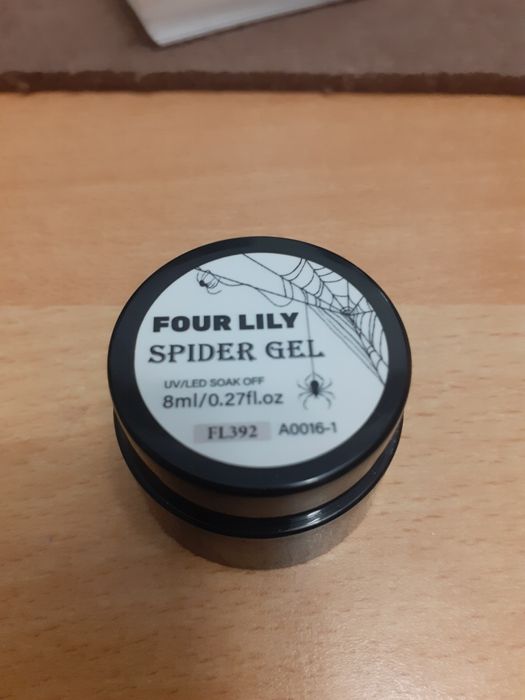 FOUR LILY
SPIDER GEL
UV/LED SOAK OFF
8ml/0.27fl.oz
FL392 A0016-1